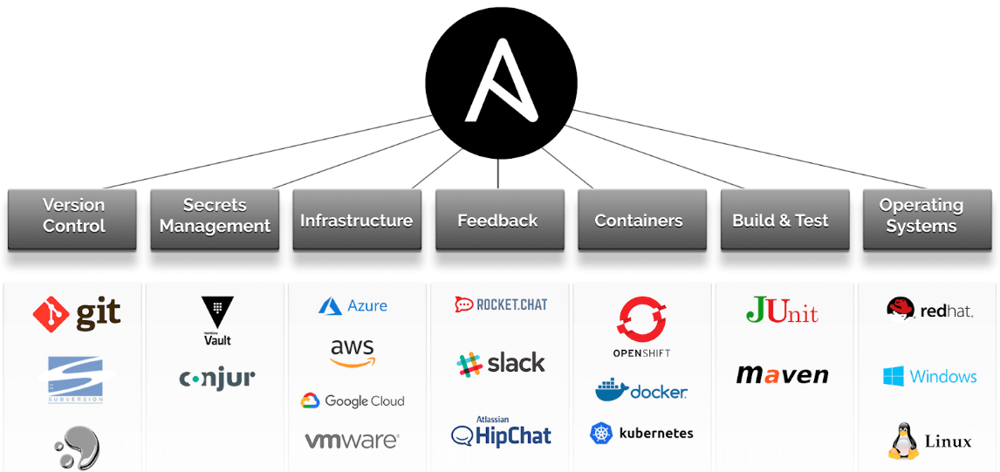 Version
Control
Secrets
Management
Infrastructure
Feedback
Containers
Build & Test
Operating
Systems
git
SUBVERSION
HashiCorp
Vault
conjur
Azure
aws
Google Cloud
vmware®
ROCKET.CHAT
slack
Atlassian
HipChat
OPENSHIFT
docker
kubernetes
JUnit
maven
redhat.
Windows
Linux